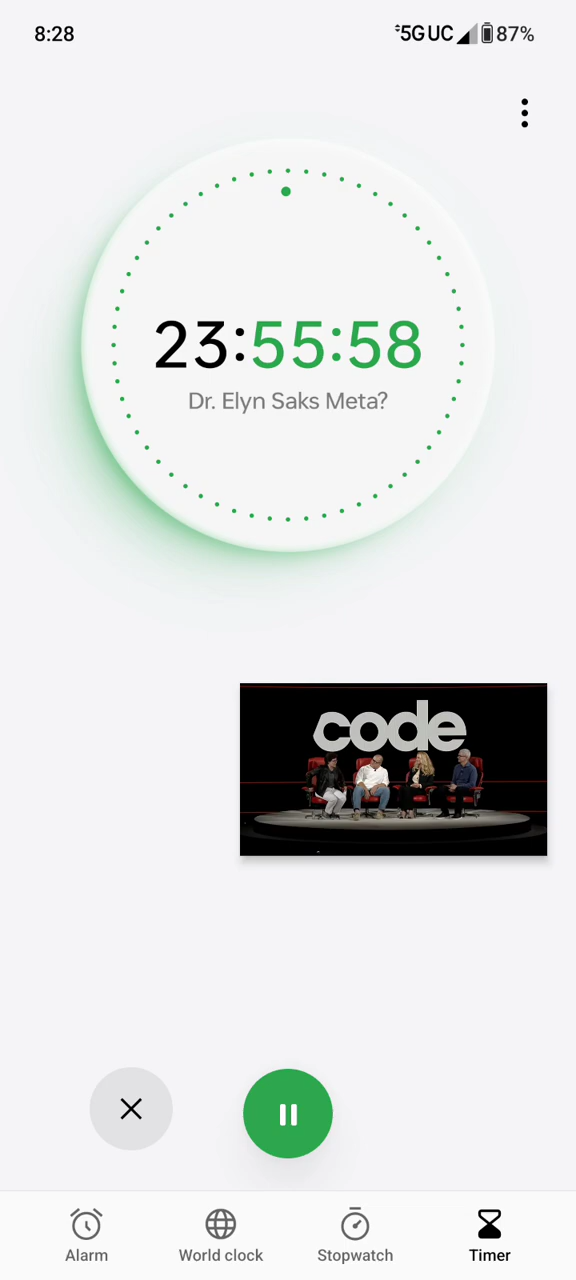 8:28 5G UC 87%
23:55:58
Dr. Elyn Saks Meta?
code
Alarm World clock Stopwatch Timer